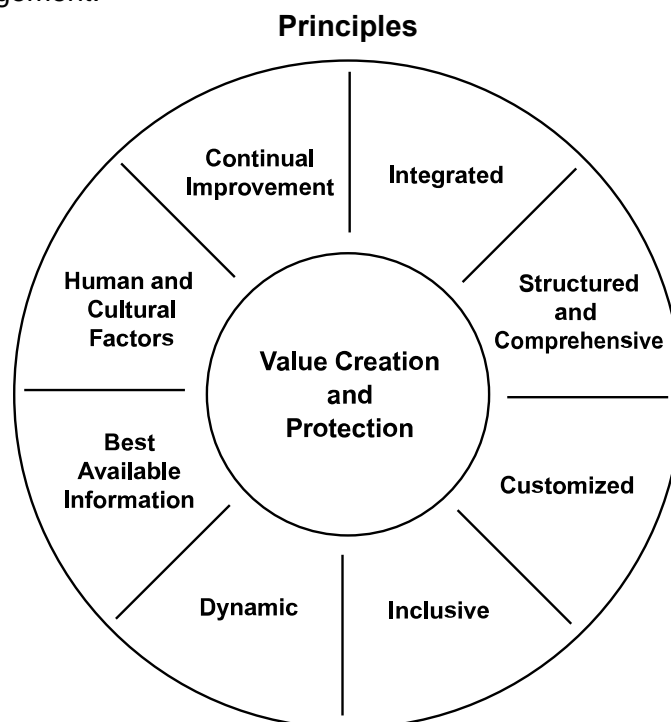 gement.
Principles
Continual
Improvement
Integrated
Structured
and
Comprehensive
Customized
Inclusive
Dynamic
Best
Available
Information
Human and
Cultural
Factors
Value Creation
and
Protection